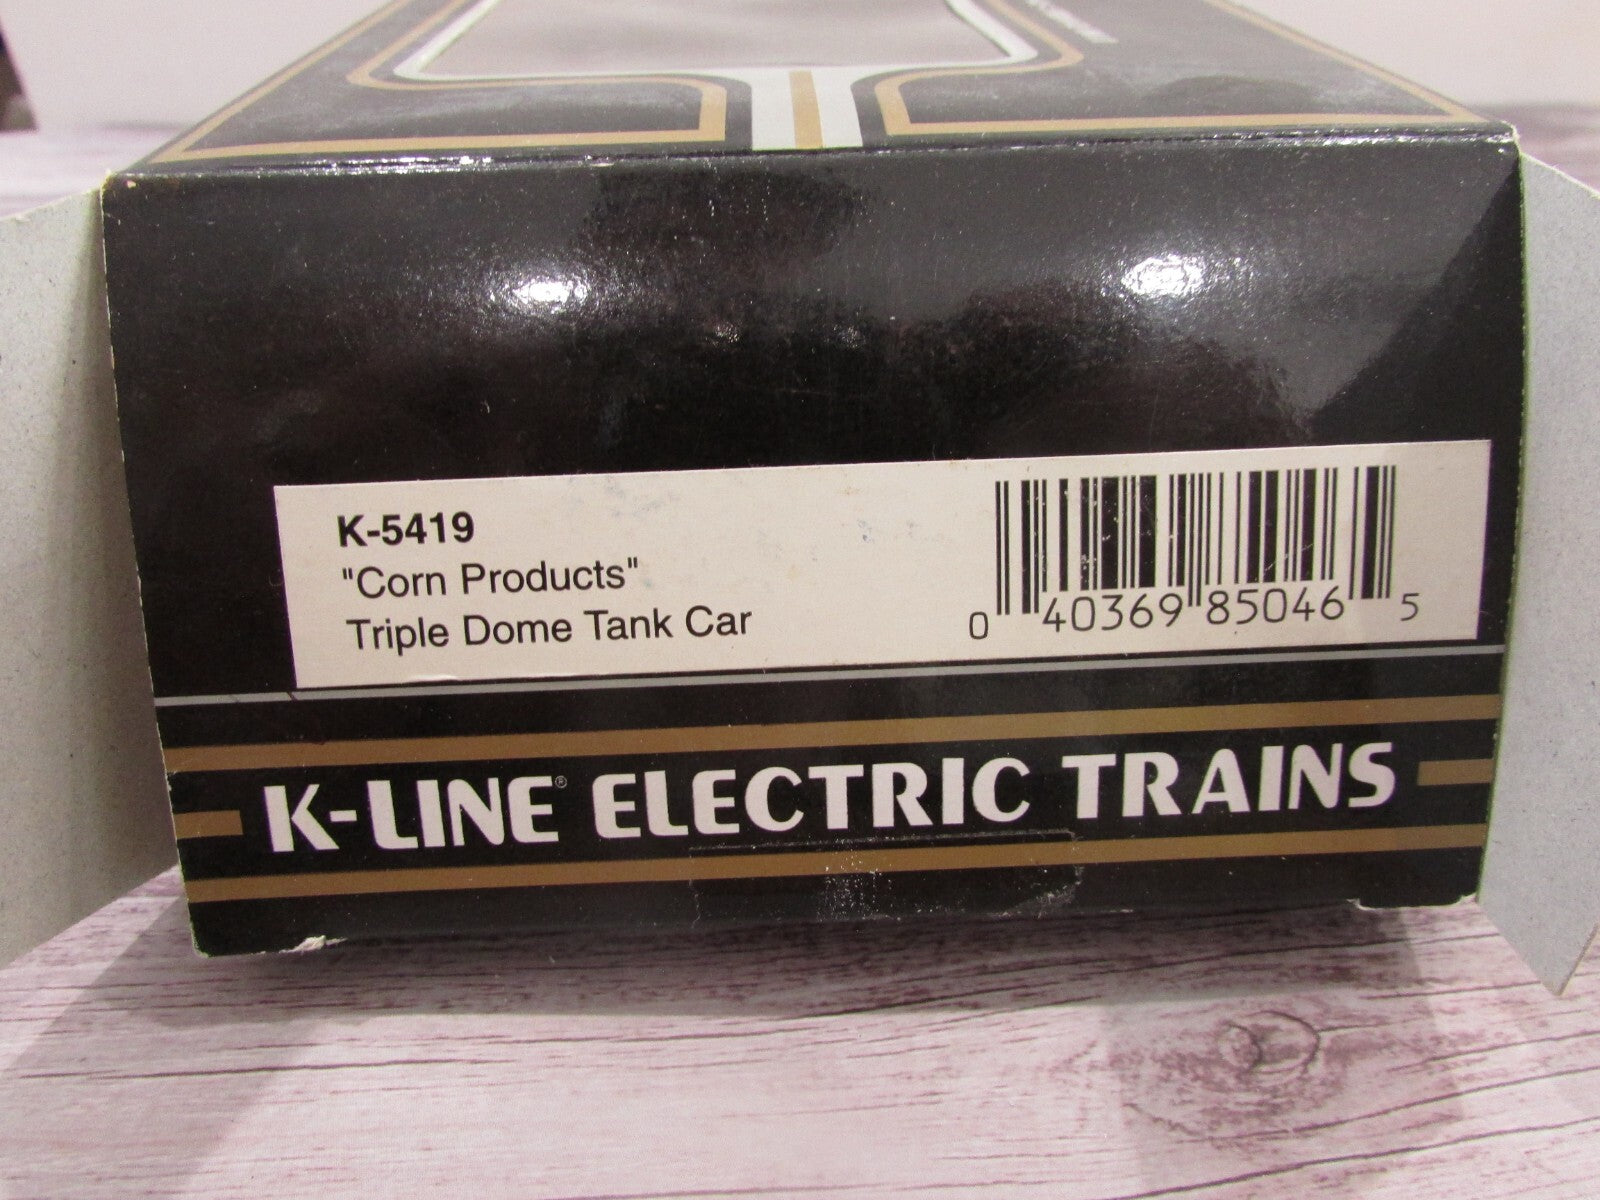 K-5419
"Corn Products"
Triple Dome Tank Car
0 40369 85046 5
K-LINE® ELECTRIC TRAINS